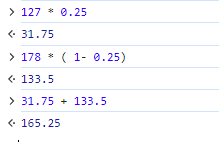 > 127 * 0.25
< 31.75
> 178 * ( 1- 0.25)
< 133.5
> 31.75 + 133.5
< 165.25